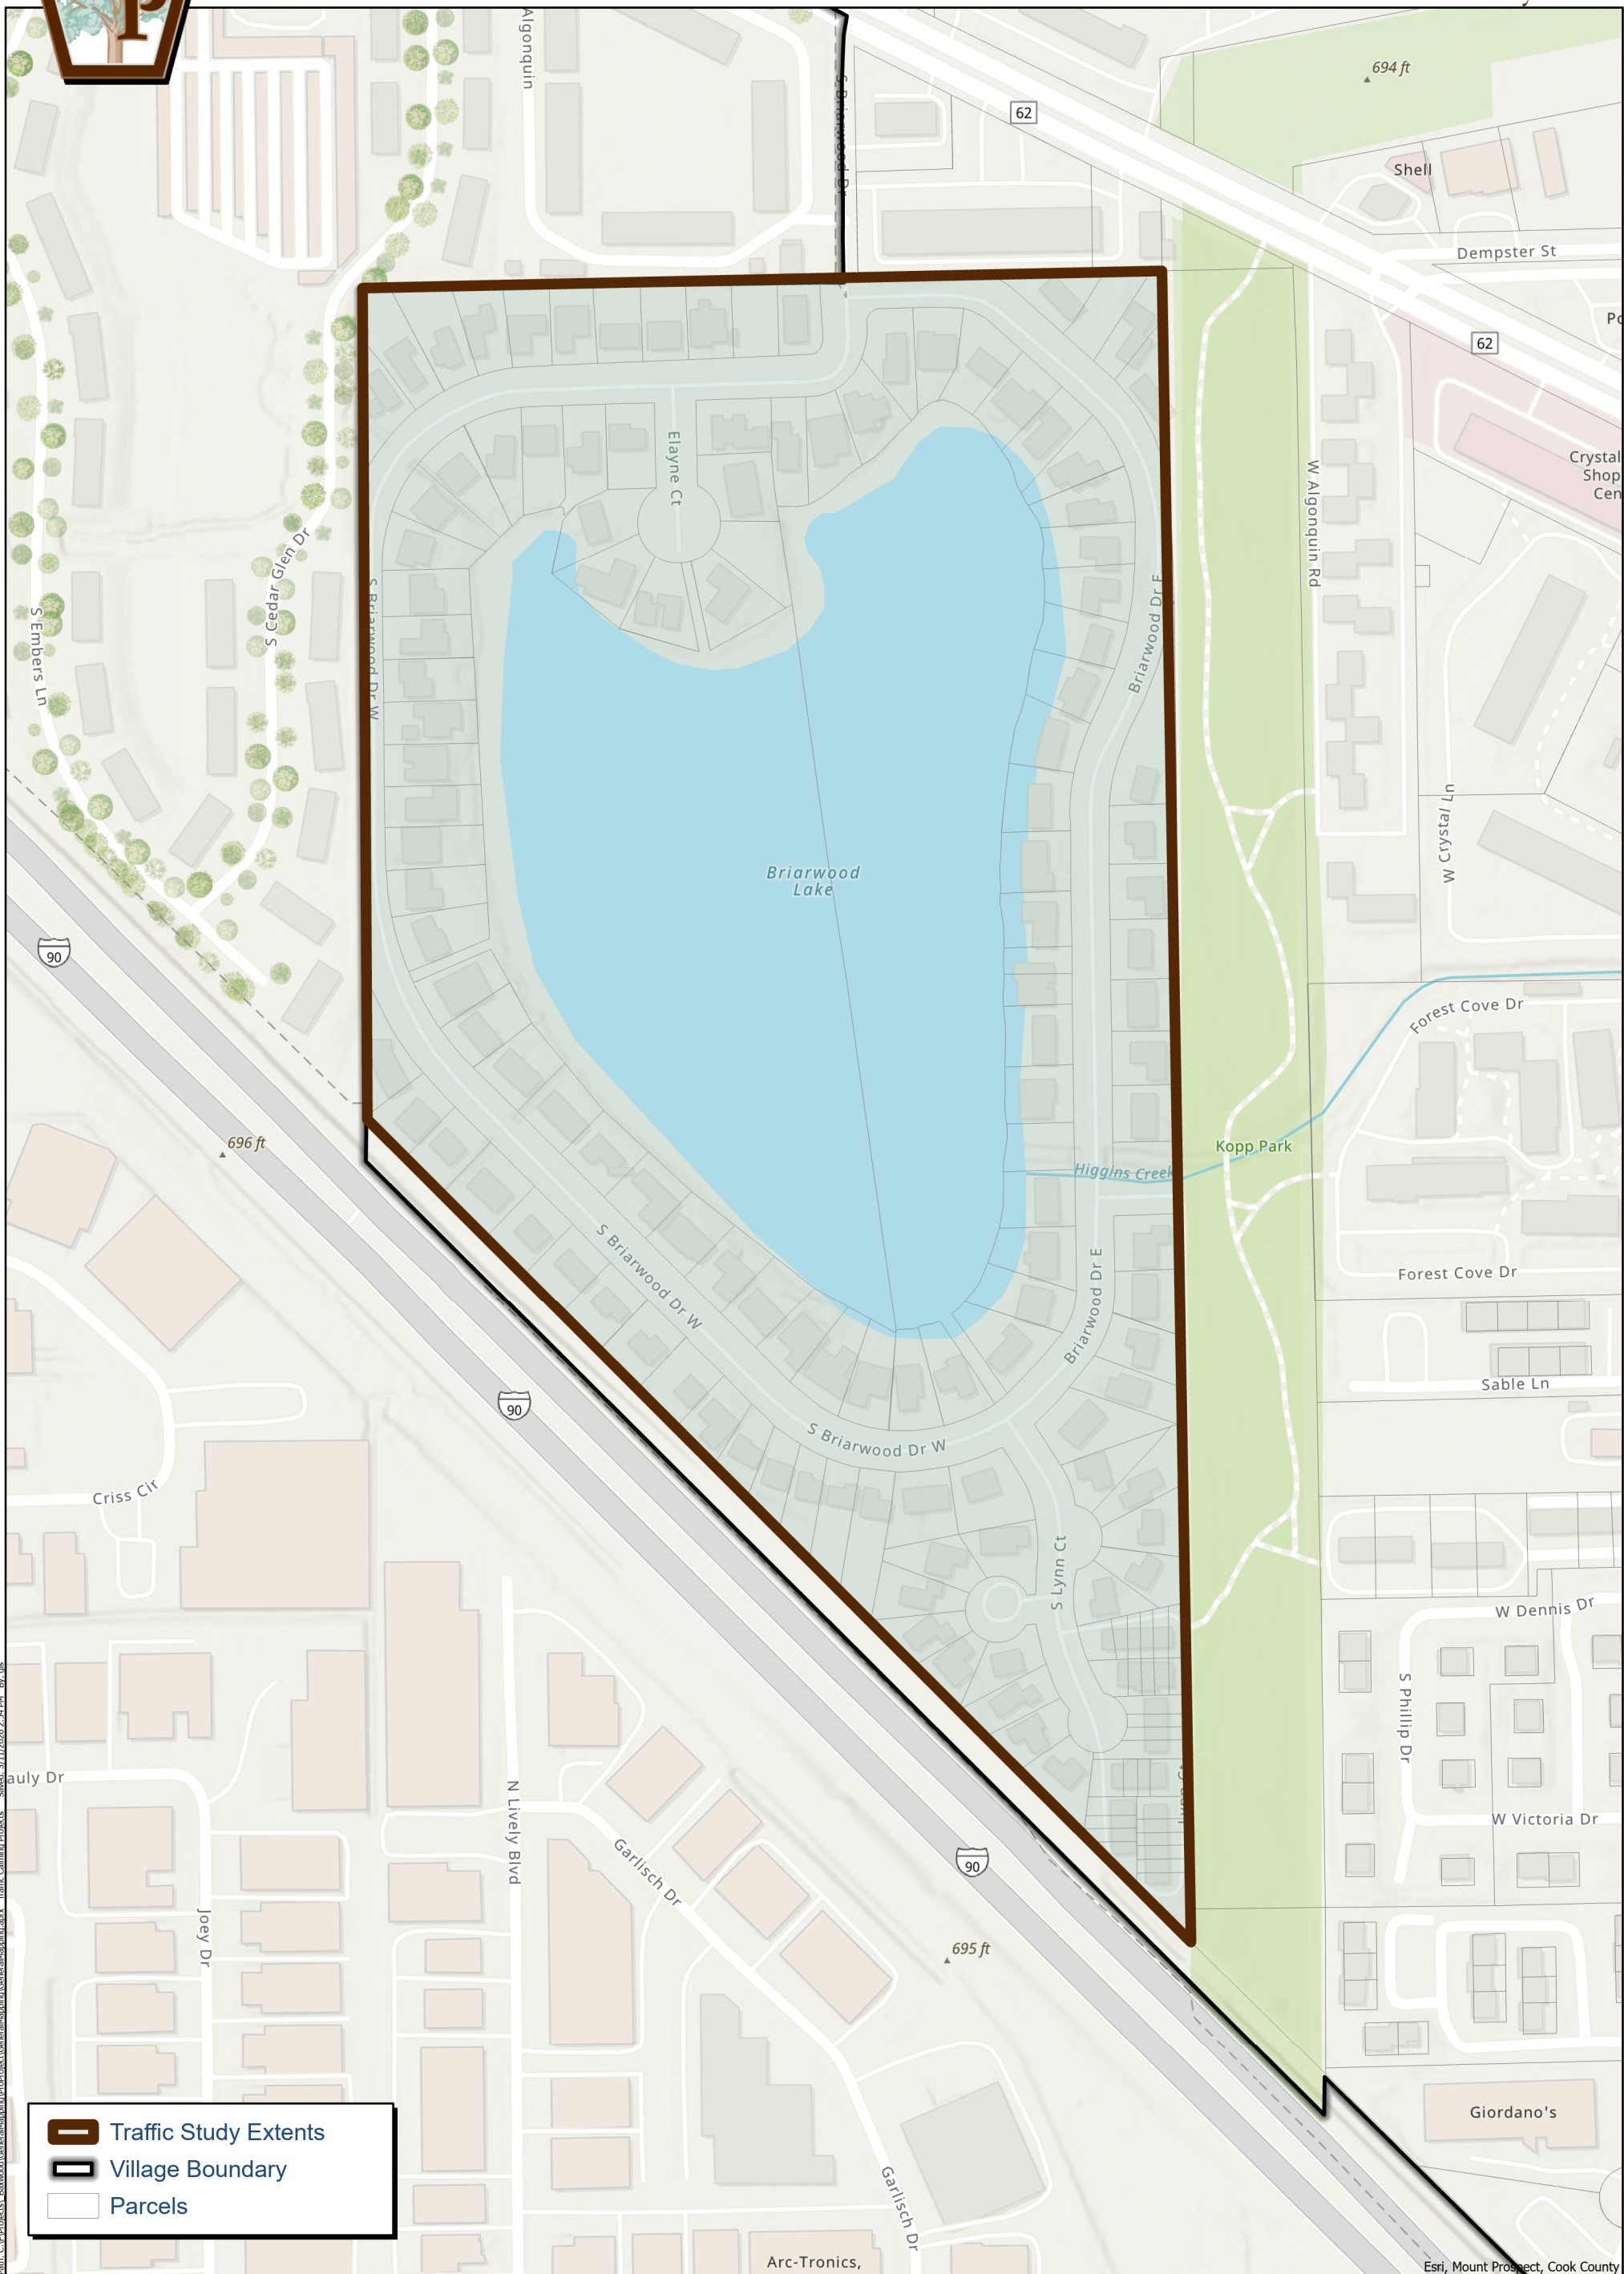 P
Algonquin
S Briarwood Dr
62
694 ft
Shell
Dempster St
62
Crystal
Shop
Cen
Elayne Ct
W Algonquin Rd
S Cedar Glen Dr
S Embers Ln
S Briarwood Dr W
Briarwood Dr E
W Crystal Ln
Briarwood
Lake
90
Forest Cove Dr
696 ft
Kopp Park
Higgins Creek
S Briarwood Dr W
Briarwood Dr E
Forest Cove Dr
Sable Ln
90
S Briarwood Dr W
Criss Cir
S Lynn Ct
W Dennis Dr
S Phillip Dr
auly Dr
N Lively Blvd
W Victoria Dr
Garlisch Dr
90
Joey Dr
695 ft
Giordano's
Traffic Study Extents
Village Boundary
Parcels
Garlisch Dr
Arc-Tronics,
Esri, Mount Prospect, Cook County